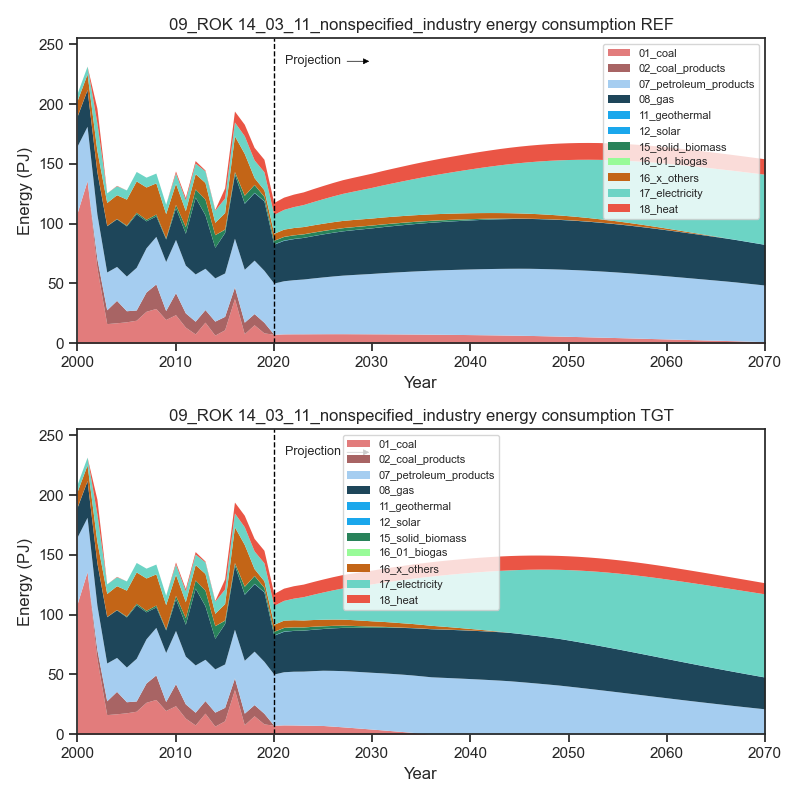 09_ROK 14_03_11_nonspecified_industry energy consumption REF
Energy (PJ)
250
200
150
100
50
0
Projection
01_coal
02_coal_products
07_petroleum_products
08_gas
11_geothermal
12_solar
15_solid_biomass
16_01_biogas
16_x_others
17_electricity
18_heat
2000 2010 2020 2030 2040 2050 2060 2070
Year
09_ROK 14_03_11_nonspecified_industry energy consumption TGT
Energy (PJ)
250
200
150
100
50
0
Projection
01_coal
02_coal_products
07_petroleum_products
08_gas
11_geothermal
12_solar
15_solid_biomass
16_01_biogas
16_x_others
17_electricity
18_heat
2000 2010 2020 2030 2040 2050 2060 2070
Year